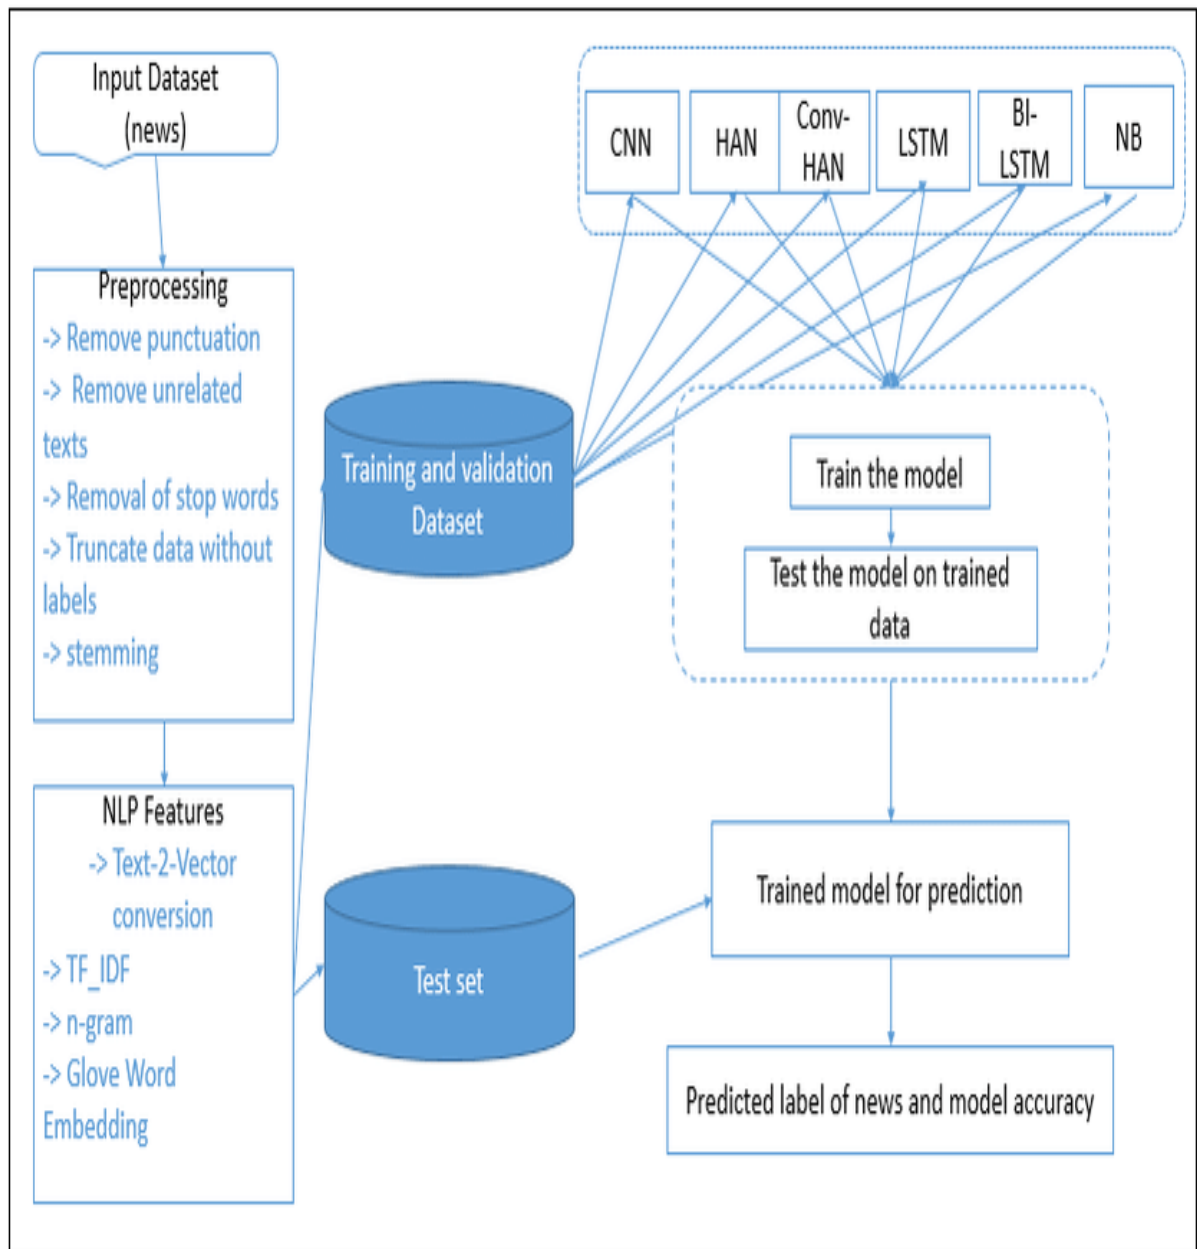 Input Dataset
(news)
CNN
HAN
Conv-
HAN
LSTM
BI-
LSTM
NB
Preprocessing
-> Remove punctuation
-> Remove unrelated
texts
-> Removal of stop words
-> Truncate data without
labels
-> stemming
Training and validation
Dataset
Train the model
Test the model on trained
data
NLP Features
-> Text-2-Vector
conversion
-> TF_IDF
-> n-gram
-> Glove Word
Embedding
Test set
Trained model for prediction
Predicted label of news and model accuracy